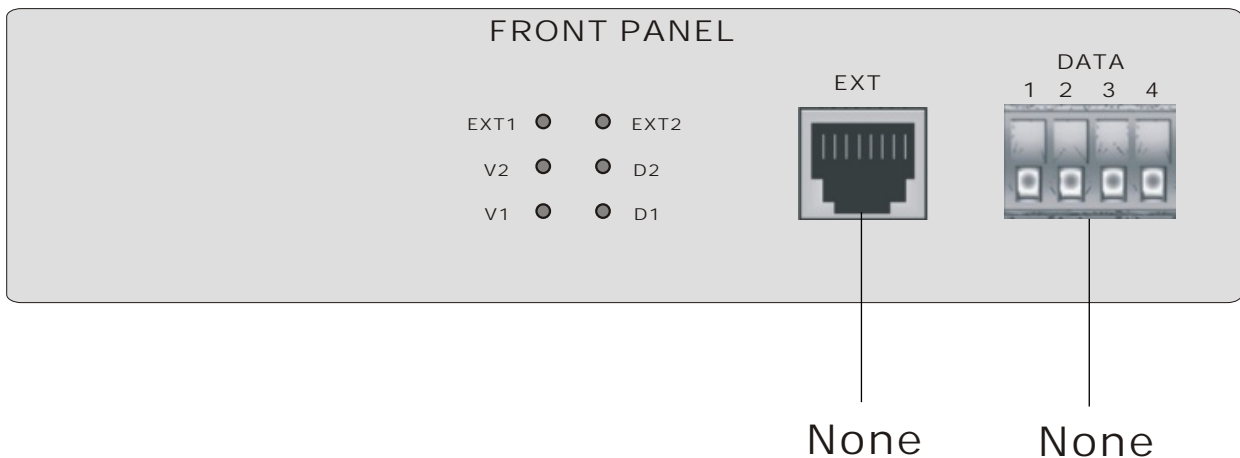 FRONT PANEL
EXT
DATA
1 2 3 4
EXT1 EXT2
V2 D2
V1 D1
None None